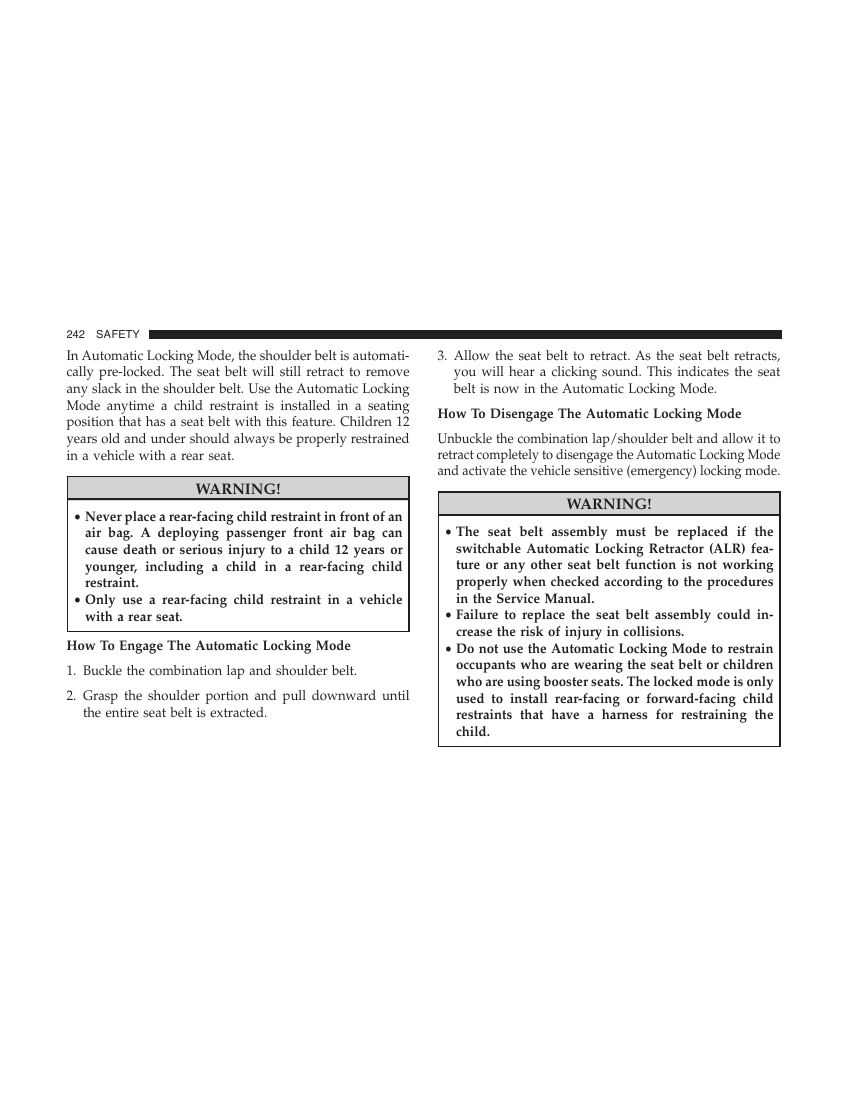 242 SAFETY
In Automatic Locking Mode, the shoulder belt is automati-
cally pre-locked. The seat belt will still retract to remove
any slack in the shoulder belt. Use the Automatic Locking
Mode anytime a child restraint is installed in a seating
position that has a seat belt with this feature. Children 12
years old and under should always be properly restrained
in a vehicle with a rear seat.
WARNING!
• Never place a rear-facing child restraint in front of an
air bag. A deploying passenger front air bag can
cause death or serious injury to a child 12 years or
younger, including a child in a rear-facing child
restraint.
• Only use a rear-facing child restraint in a vehicle
with a rear seat.
How To Engage The Automatic Locking Mode
1. Buckle the combination lap and shoulder belt.
2. Grasp the shoulder portion and pull downward until
the entire seat belt is extracted.
3. Allow the seat belt to retract. As the seat belt retracts,
you will hear a clicking sound. This indicates the seat
belt is now in the Automatic Locking Mode.
How To Disengage The Automatic Locking Mode
Unbuckle the combination lap/shoulder belt and allow it to
retract completely to disengage the Automatic Locking Mode
and activate the vehicle sensitive (emergency) locking mode.
WARNING!
• The seat belt assembly must be replaced if the
switchable Automatic Locking Retractor (ALR) fea-
ture or any other seat belt function is not working
properly when checked according to the procedures
in the Service Manual.
• Failure to replace the seat belt assembly could in-
crease the risk of injury in collisions.
• Do not use the Automatic Locking Mode to restrain
occupants who are wearing the seat belt or children
who are using booster seats. The locked mode is only
used to install rear-facing or forward-facing child
restraints that have a harness for restraining the
child.